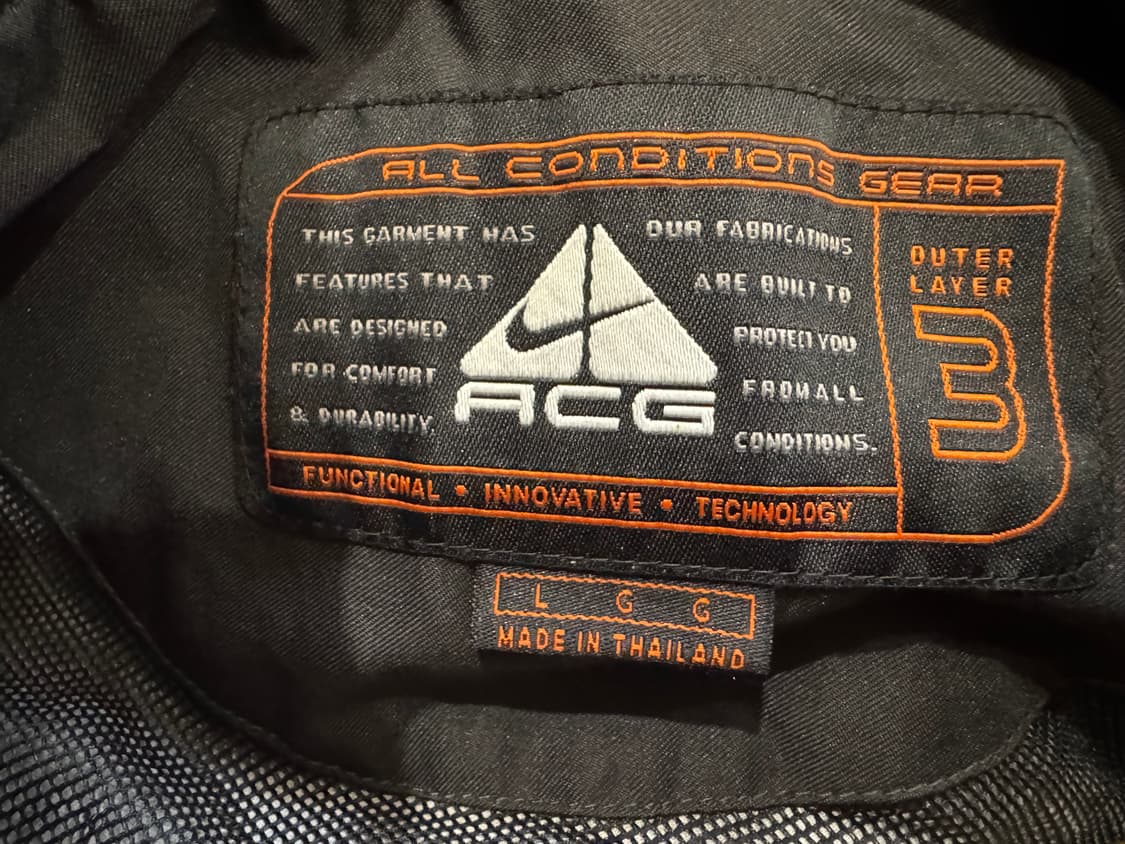 ALL CONDITIONS GEAR
THIS GARMENT HAS
FEATURES THAT
ARE DESIGNED
FOR COMFORT
& DURABILITY.
ACG
OUR FABRICATIONS
ARE BUILT TO
PROTECT YOU
FROM ALL
CONDITIONS.
OUTER
LAYER
3
FUNCTIONAL • INNOVATIVE • TECHNOLOGY
L G G
MADE IN THAILAND